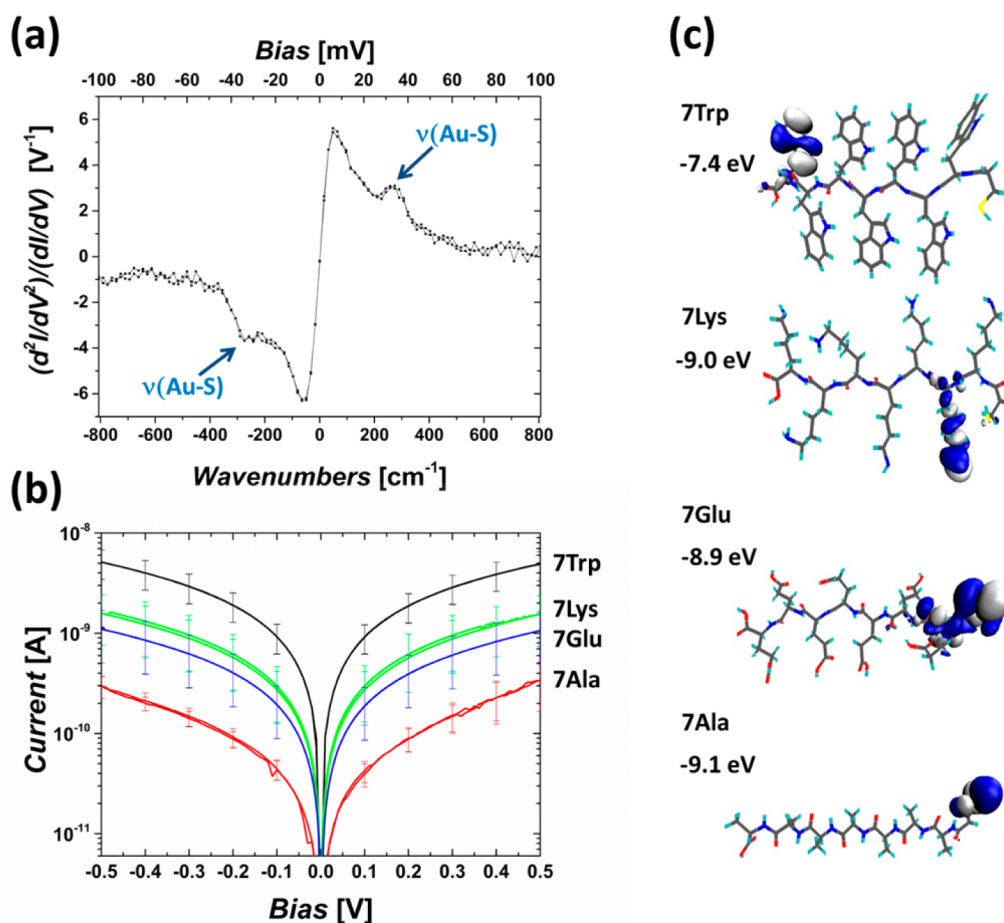 (a)
Bias [mV]
-100 -80 -60 -40 -20 0 20 40 60 80 100
(d²I/dV²)/(dI/dV) [V⁻¹]
6
4
2
0
-2
-4
-6
ν(Au-S)
ν(Au-S)
-800 -600 -400 -200 0 200 400 600 800
Wavenumbers [cm⁻¹]
(b)
Current [A]
10⁻⁸
10⁻⁹
10⁻¹⁰
10⁻¹¹
7Trp
7Lys
7Glu
7Ala
-0.5 -0.4 -0.3 -0.2 -0.1 0.0 0.1 0.2 0.3 0.4 0.5
Bias [V]
(c)
7Trp
-7.4 eV
7Lys
-9.0 eV
7Glu
-8.9 eV
7Ala
-9.1 eV